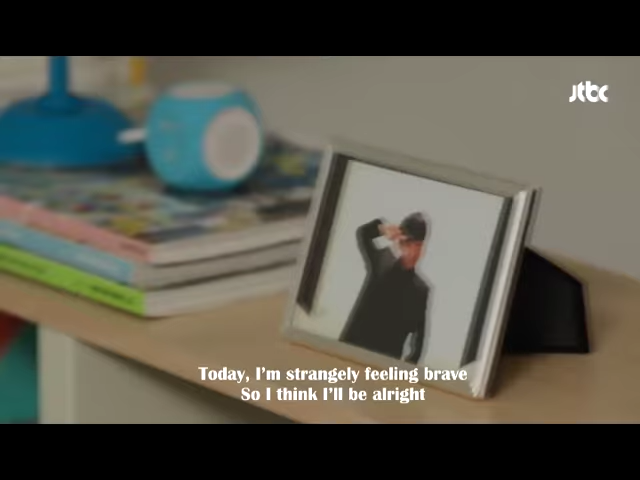 Jtbc
Today, I'm strangely feeling brave
So I think I'll be alright